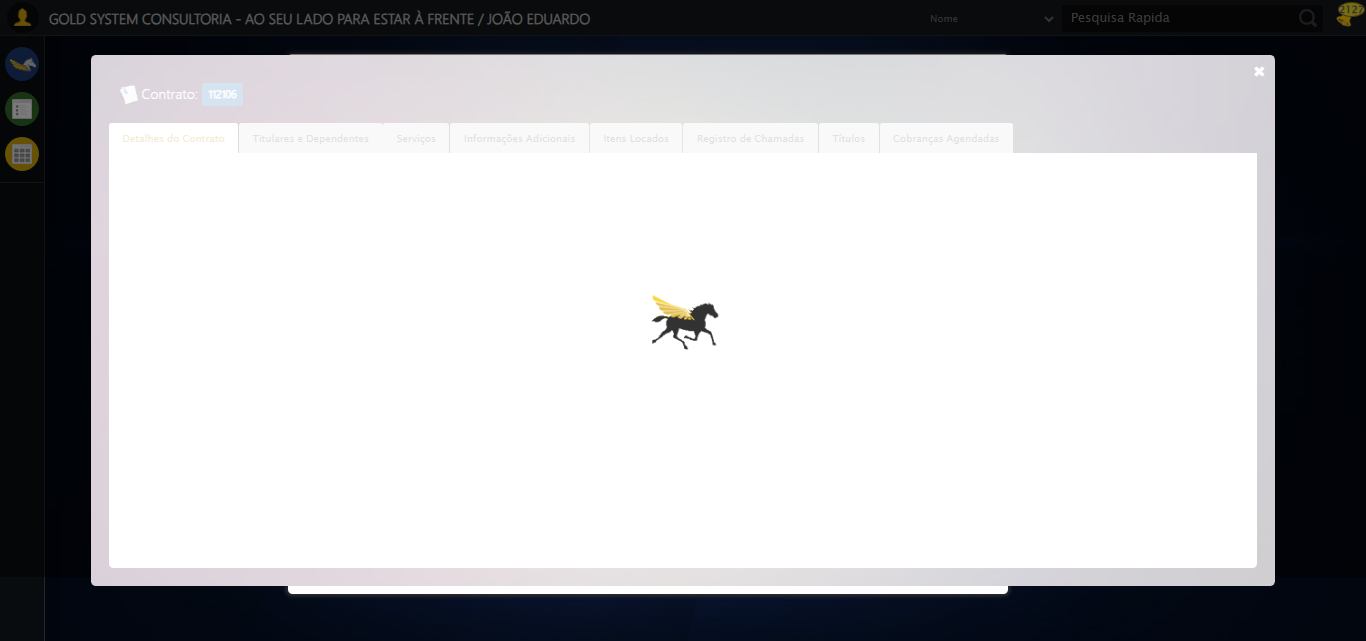 GOLD SYSTEM CONSULTORIA - AO SEU LADO PARA ESTAR À FRENTE / JOÃO EDUARDO
Nome
Pesquisa Rapida
2122
Contrato: 112106
Detalhes do Contrato
Titulares e Dependentes
Serviços
Informações Adicionais
Itens Locados
Registro de Chamadas
Títulos
Cobranças Agendadas